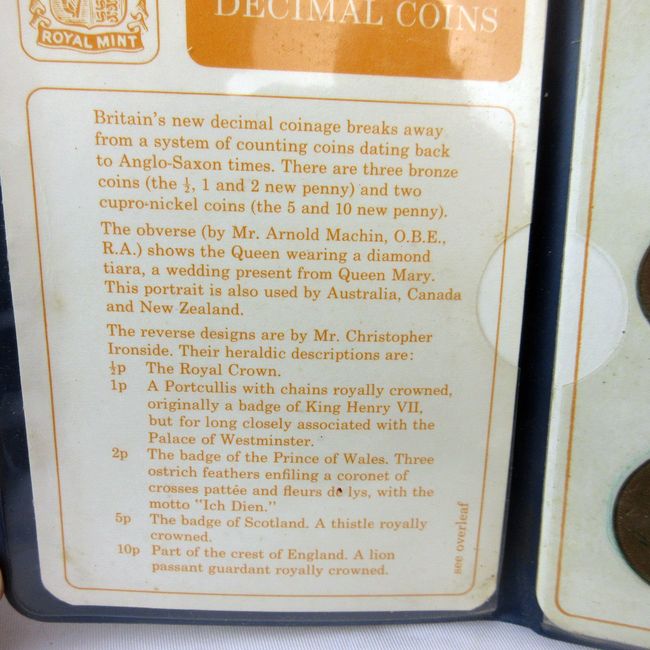 ROYAL MINT
DECIMAL COINS
Britain's new decimal coinage breaks away
from a system of counting coins dating back
to Anglo-Saxon times. There are three bronze
coins (the ½, 1 and 2 new penny) and two
cupro-nickel coins (the 5 and 10 new penny).
The obverse (by Mr. Arnold Machin, O.B.E.,
R.A.) shows the Queen wearing a diamond
tiara, a wedding present from Queen Mary.
This portrait is also used by Australia, Canada
and New Zealand.
The reverse designs are by Mr. Christopher
Ironside. Their heraldic descriptions are:
½p The Royal Crown.
1p A Portcullis with chains royally crowned,
originally a badge of King Henry VII,
but for long closely associated with the
Palace of Westminster.
2p The badge of the Prince of Wales. Three
ostrich feathers enfiling a coronet of
crosses pattée and fleurs de lys, with the
motto "Ich Dien."
5p The badge of Scotland. A thistle royally
crowned.
10p Part of the crest of England. A lion
passant guardant royally crowned.
see overleaf